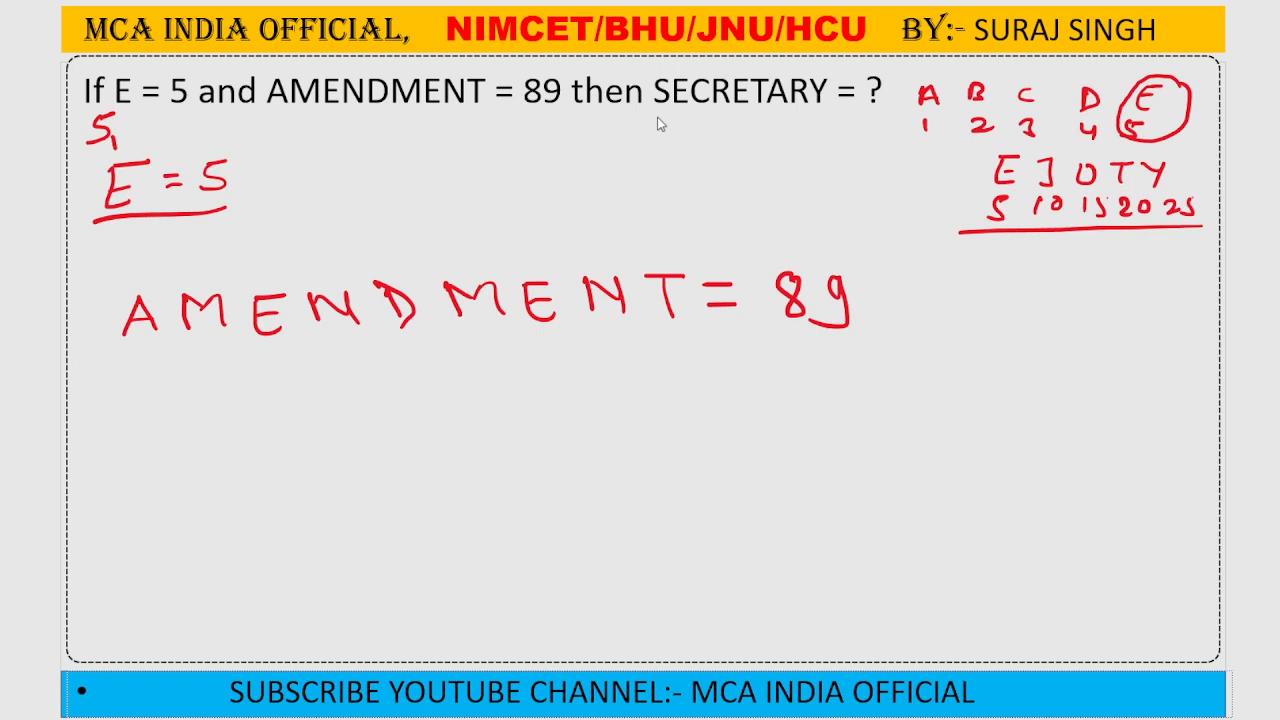 MCA INDIA OFFICIAL, NIMCET/BHU/JNU/HCU BY:- SURAJ SINGH
If E = 5 and AMENDMENT = 89 then SECRETARY = ?
A B C D E
1 2 3 4 5
5,
E = 5
E J O T Y
5 10 15 20 25
A M E N D M E N T = 89
• SUBSCRIBE YOUTUBE CHANNEL:- MCA INDIA OFFICIAL